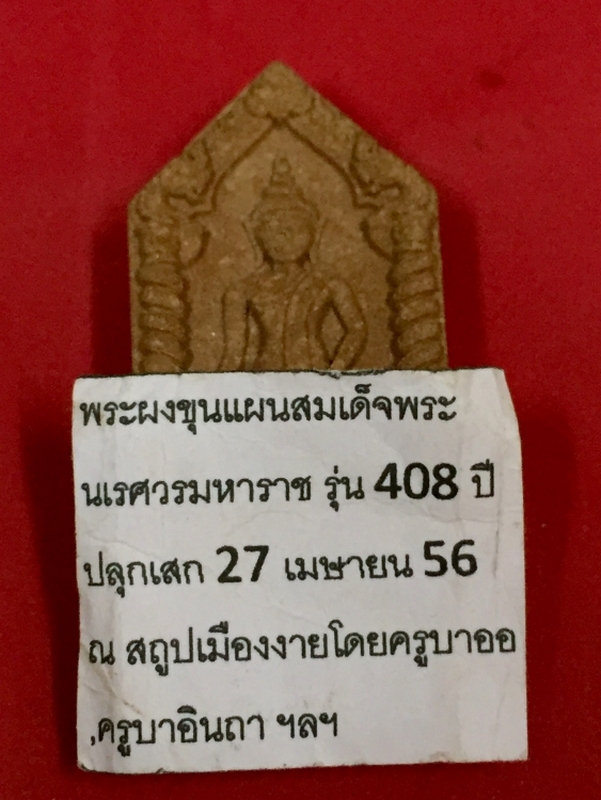 พระผงขุนแผนสมเด็จพระ
นเรศวรมหาราช รุ่น 408 ปี
ปลุกเสก 27 เมษายน 56
ณ สถูปเมืองงายโดยครูบาออ
,ครูบาอินถา ฯลฯ